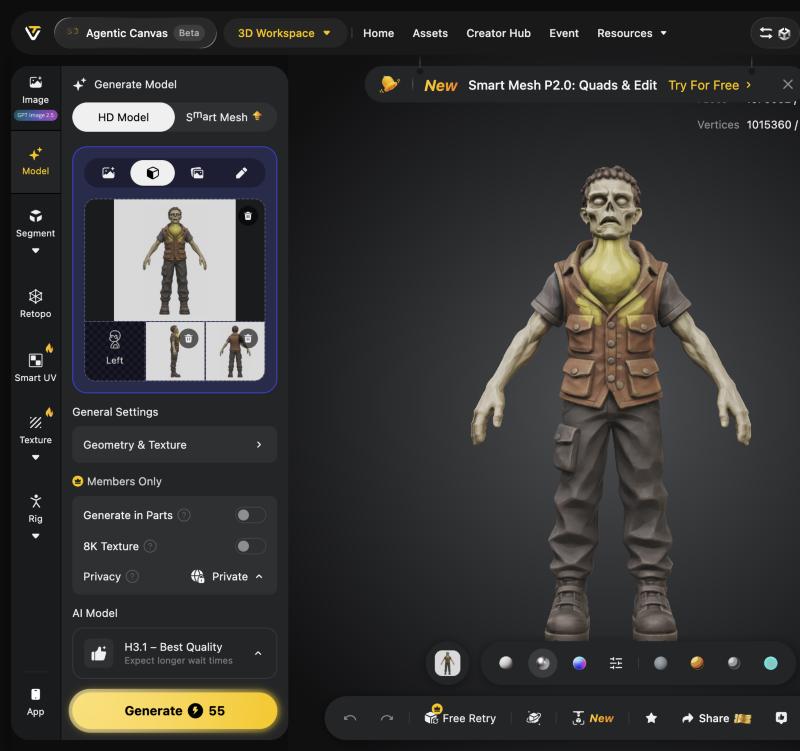 Agentic Canvas Beta
3D Workspace
Home
Assets
Creator Hub
Event
Resources
New Smart Mesh P2.0: Quads & Edit Try For Free
Vertices 1015360 /
Image
GPT Image 2.5
Model
Segment
Retopo
Smart UV
Texture
Rig
App
Generate Model
HD Model
Smart Mesh
Left
General Settings
Geometry & Texture
Members Only
Generate in Parts ?
8K Texture ?
Privacy ? Private
AI Model
H3.1 – Best Quality
Expect longer wait times
Generate 55
Free Retry
New
Share